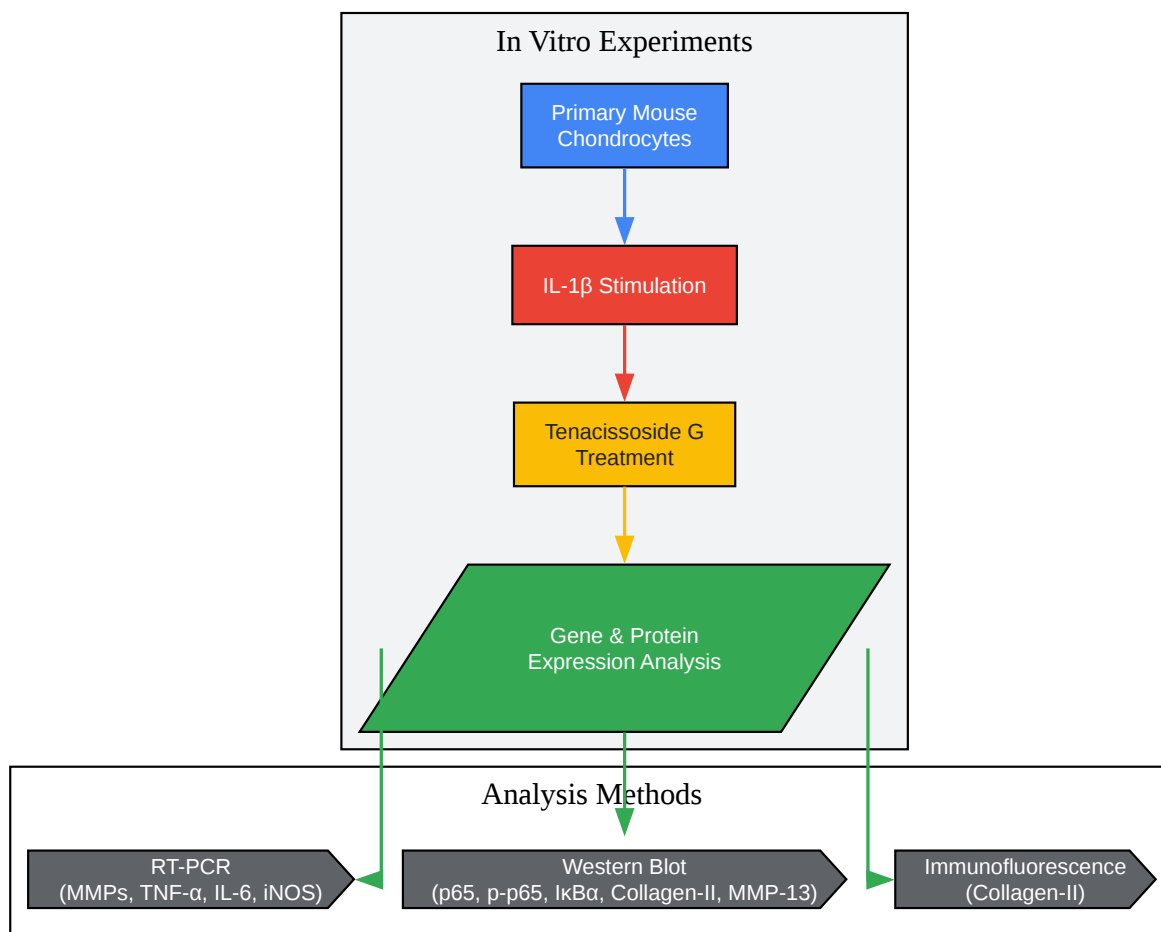 In Vitro Experiments
Primary Mouse
Chondrocytes
IL-1β Stimulation
Tenacissoside G
Treatment
Gene & Protein
Expression Analysis
Analysis Methods
RT-PCR
(MMPs, TNF-α, IL-6, iNOS)
Western Blot
(p65, p-p65, IκBα, Collagen-II, MMP-13)
Immunofluorescence
(Collagen-II)